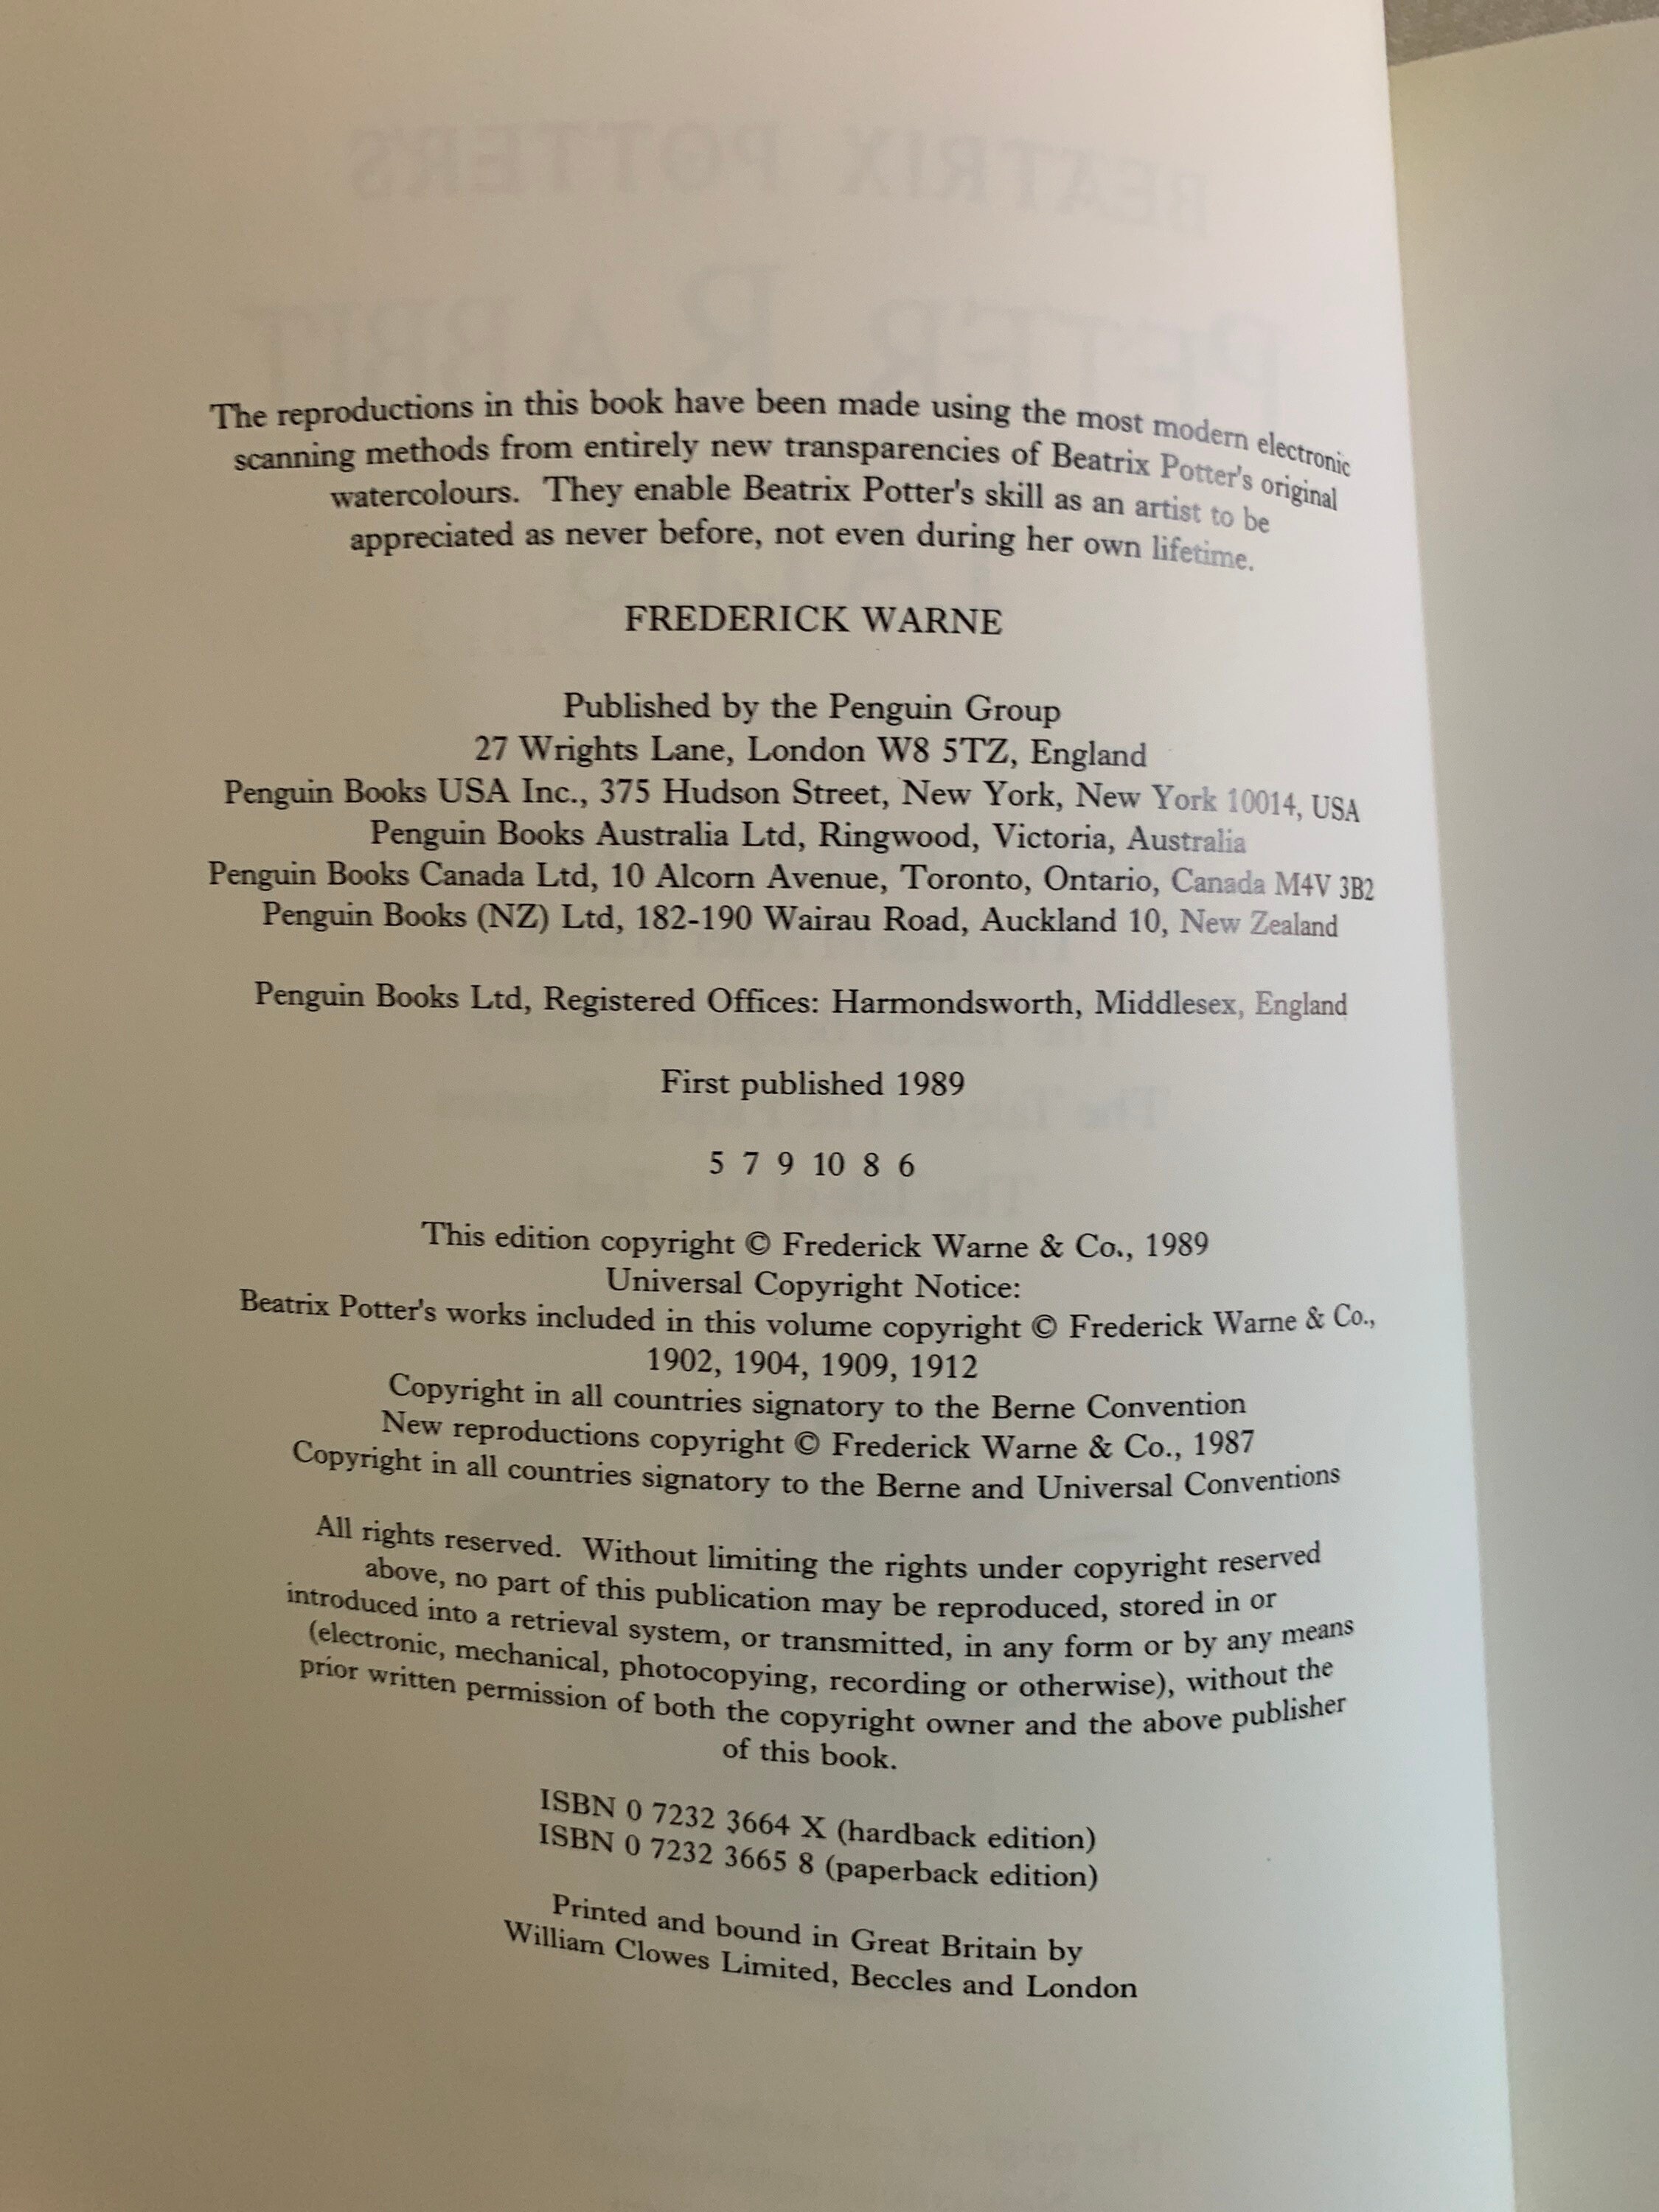 The reproductions in this book have been made using the most modern electronic
scanning methods from entirely new transparencies of Beatrix Potter's original
watercolours. They enable Beatrix Potter's skill as an artist to be
appreciated as never before, not even during her own lifetime.
FREDERICK WARNE
Published by the Penguin Group
27 Wrights Lane, London W8 5TZ, England
Penguin Books USA Inc., 375 Hudson Street, New York, New York 10014, USA
Penguin Books Australia Ltd, Ringwood, Victoria, Australia
Penguin Books Canada Ltd, 10 Alcorn Avenue, Toronto, Ontario, Canada M4V 3B2
Penguin Books (NZ) Ltd, 182-190 Wairau Road, Auckland 10, New Zealand
Penguin Books Ltd, Registered Offices: Harmondsworth, Middlesex, England
First published 1989
5 7 9 10 8 6
This edition copyright © Frederick Warne & Co., 1989
Universal Copyright Notice:
Beatrix Potter's works included in this volume copyright © Frederick Warne & Co.,
1902, 1904, 1909, 1912
Copyright in all countries signatory to the Berne Convention
New reproductions copyright © Frederick Warne & Co., 1987
Copyright in all countries signatory to the Berne and Universal Conventions
All rights reserved. Without limiting the rights under copyright reserved
above, no part of this publication may be reproduced, stored in or
introduced into a retrieval system, or transmitted, in any form or by any means
(electronic, mechanical, photocopying, recording or otherwise), without the
prior written permission of both the copyright owner and the above publisher
of this book.
ISBN 0 7232 3664 X (hardback edition)
ISBN 0 7232 3665 8 (paperback edition)
Printed and bound in Great Britain by
William Clowes Limited, Beccles and London